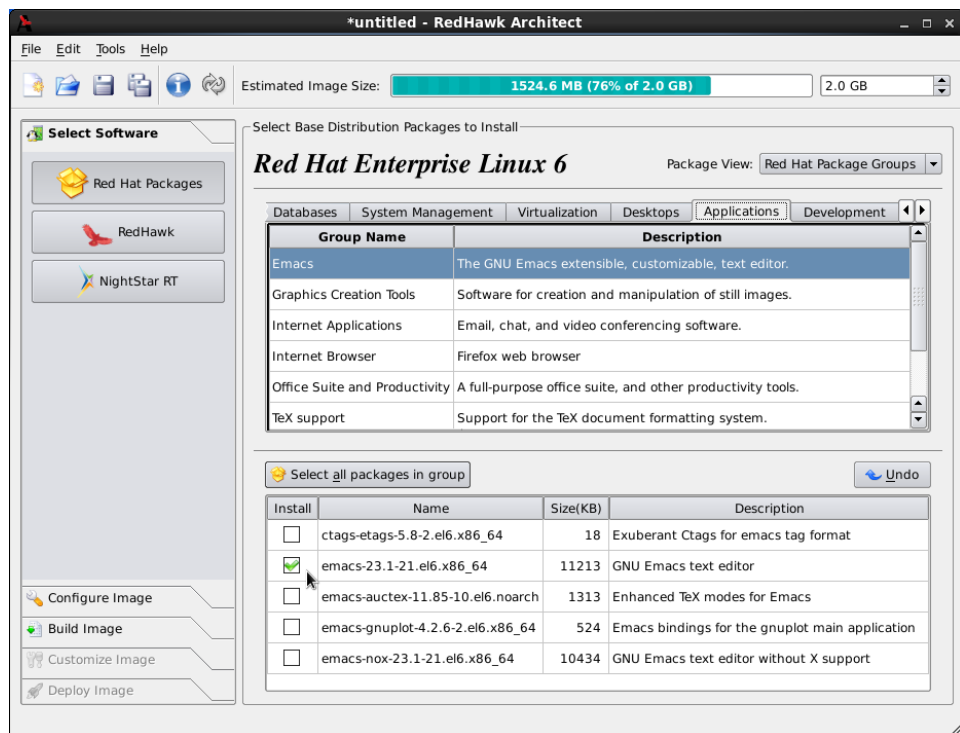 *untitled - RedHawk Architect
File Edit Tools Help
Estimated Image Size: 1524.6 MB (76% of 2.0 GB) 2.0 GB
Select Software
Red Hat Packages
RedHawk
NightStar RT
Configure Image
Build Image
Customize Image
Deploy Image
Select Base Distribution Packages to Install
Red Hat Enterprise Linux 6
Package View: Red Hat Package Groups
Databases System Management Virtualization Desktops Applications Development
Group Name Description
Emacs The GNU Emacs extensible, customizable, text editor.
Graphics Creation Tools Software for creation and manipulation of still images.
Internet Applications Email, chat, and video conferencing software.
Internet Browser Firefox web browser
Office Suite and Productivity A full-purpose office suite, and other productivity tools.
TeX support Support for the TeX document formatting system.
Select all packages in group Undo
Install Name Size(KB) Description
ctags-etags-5.8-2.el6.x86_64 18 Exuberant Ctags for emacs tag format
emacs-23.1-21.el6.x86_64 11213 GNU Emacs text editor
emacs-auctex-11.85-10.el6.noarch 1313 Enhanced TeX modes for Emacs
emacs-gnuplot-4.2.6-2.el6.x86_64 524 Emacs bindings for the gnuplot main application
emacs-nox-23.1-21.el6.x86_64 10434 GNU Emacs text editor without X support